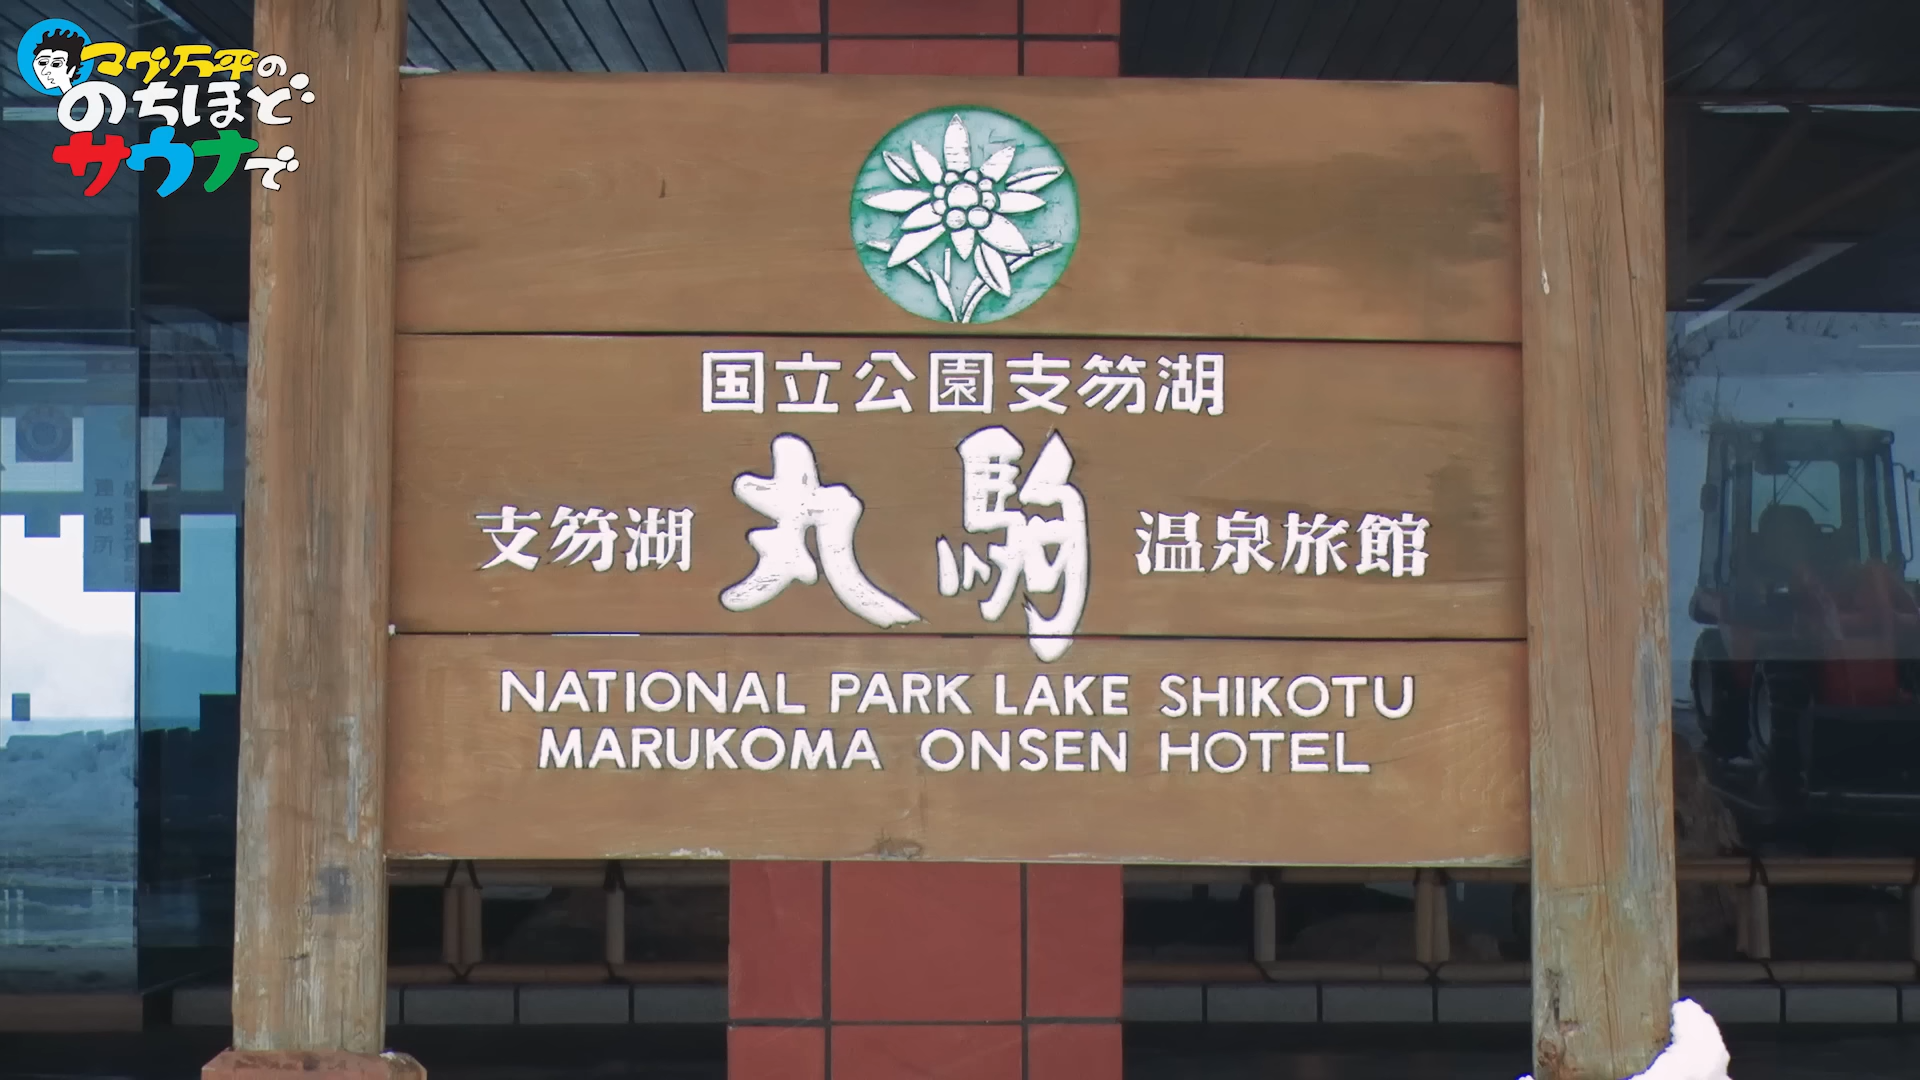 マグ万平の
のちほど
サウナで
国立公園支笏湖
支笏湖 丸駒 温泉旅館
NATIONAL PARK LAKE SHIKOTU
MARUKOMA ONSEN HOTEL